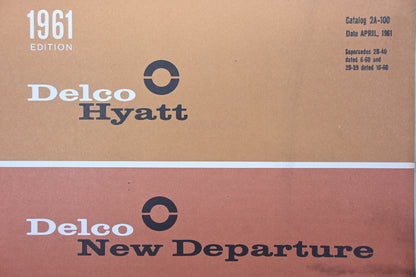 1961
EDITION
Catalog 2A-100
Date APRIL, 1961
Supersedes 2B-40
dated 6-60 and
2B-39 dated 10-60
Delco
Hyatt
Delco
New Departure